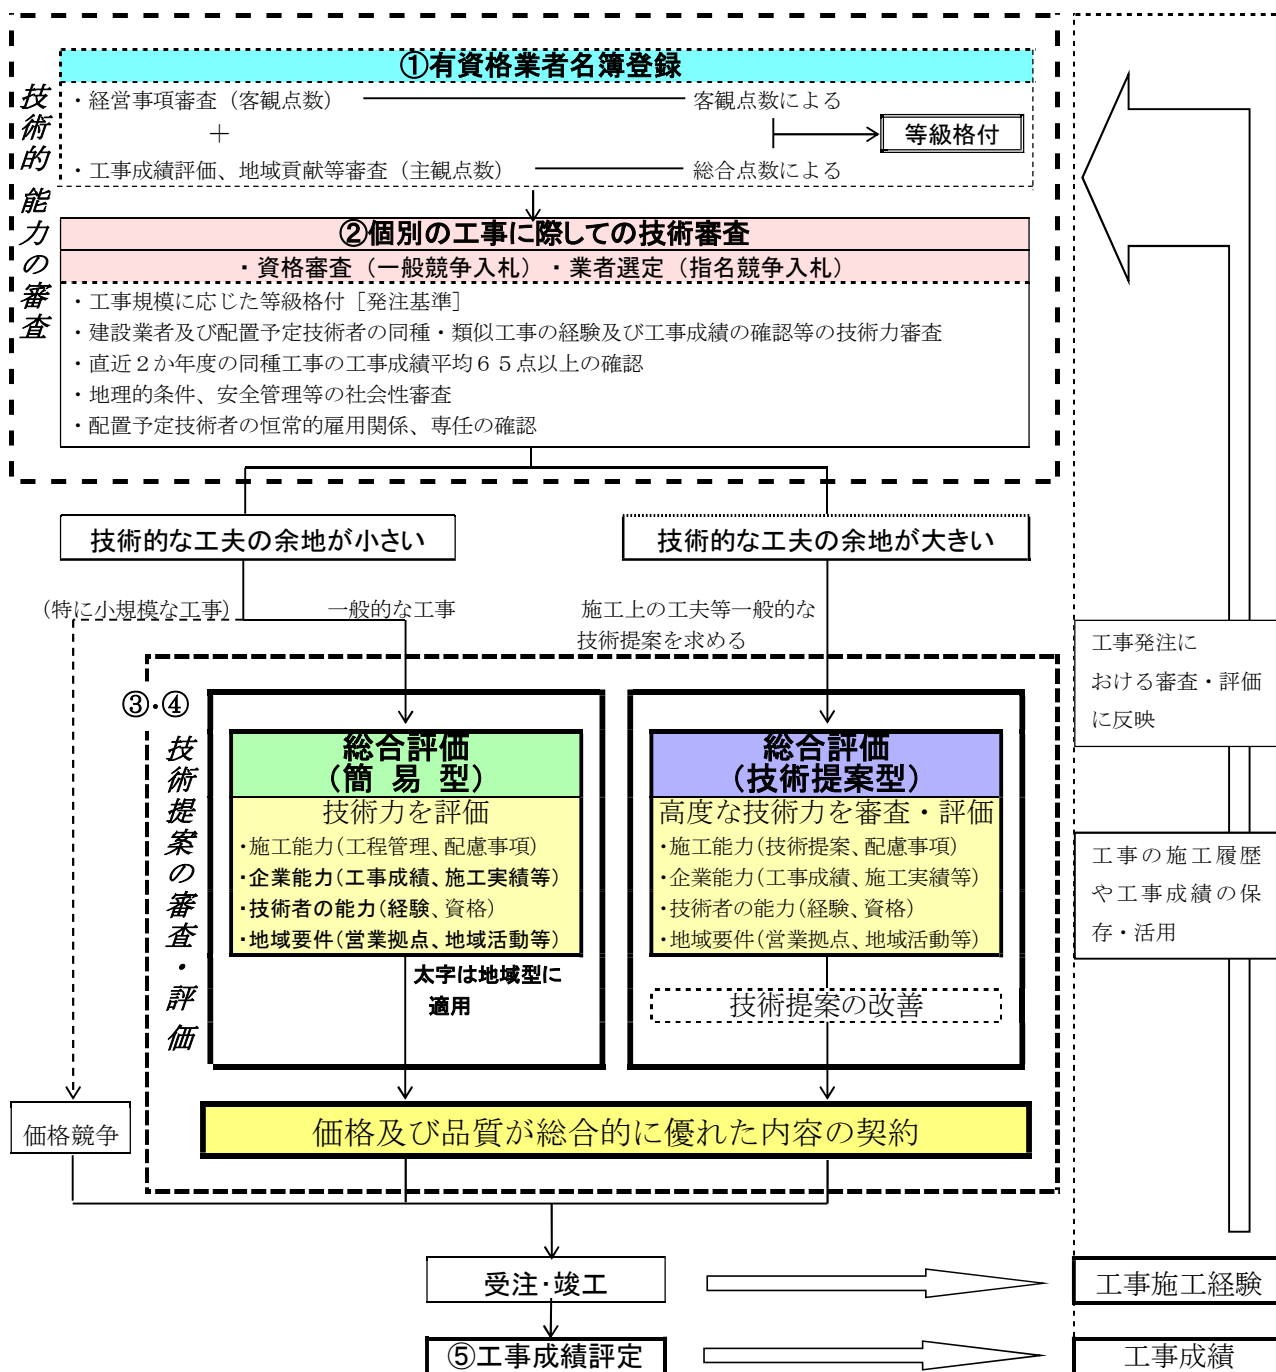 ①有資格業者名簿登録
技術的能力の審査
・経営事項審査（客観点数）
客観点数による
＋
等級格付
・工事成績評価、地域貢献等審査（主観点数）
総合点数による
②個別の工事に際しての技術審査
・資格審査（一般競争入札）・業者選定（指名競争入札）
・工事規模に応じた等級格付［発注基準］
・建設業者及び配置予定技術者の同種・類似工事の経験及び工事成績の確認等の技術力審査
・直近２か年度の同種工事の工事成績平均６５点以上の確認
・地理的条件、安全管理等の社会性審査
・配置予定技術者の恒常的雇用関係、専任の確認
技術的な工夫の余地が小さい
技術的な工夫の余地が大きい
（特に小規模な工事）
一般的な工事
施工上の工夫等一般的な
技術提案を求める
工事発注に
おける審査・評価
に反映
③・④
技術提案の審査・評価
総合評価
（簡 易 型）
技術力を評価
・施工能力（工程管理、配慮事項）
・企業能力（工事成績、施工実績等）
・技術者の能力（経験、資格）
・地域要件（営業拠点、地域活動等）
太字は地域型に
適用
総合評価
（技術提案型）
高度な技術力を審査・評価
・施工能力（技術提案、配慮事項）
・企業能力（工事成績、施工実績等）
・技術者の能力（経験、資格）
・地域要件（営業拠点、地域活動等）
技術提案の改善
工事の施工履歴
や工事成績の保
存・活用
価格競争
価格及び品質が総合的に優れた内容の契約
受注・竣工
工事施工経験
⑤工事成績評定
工事成績